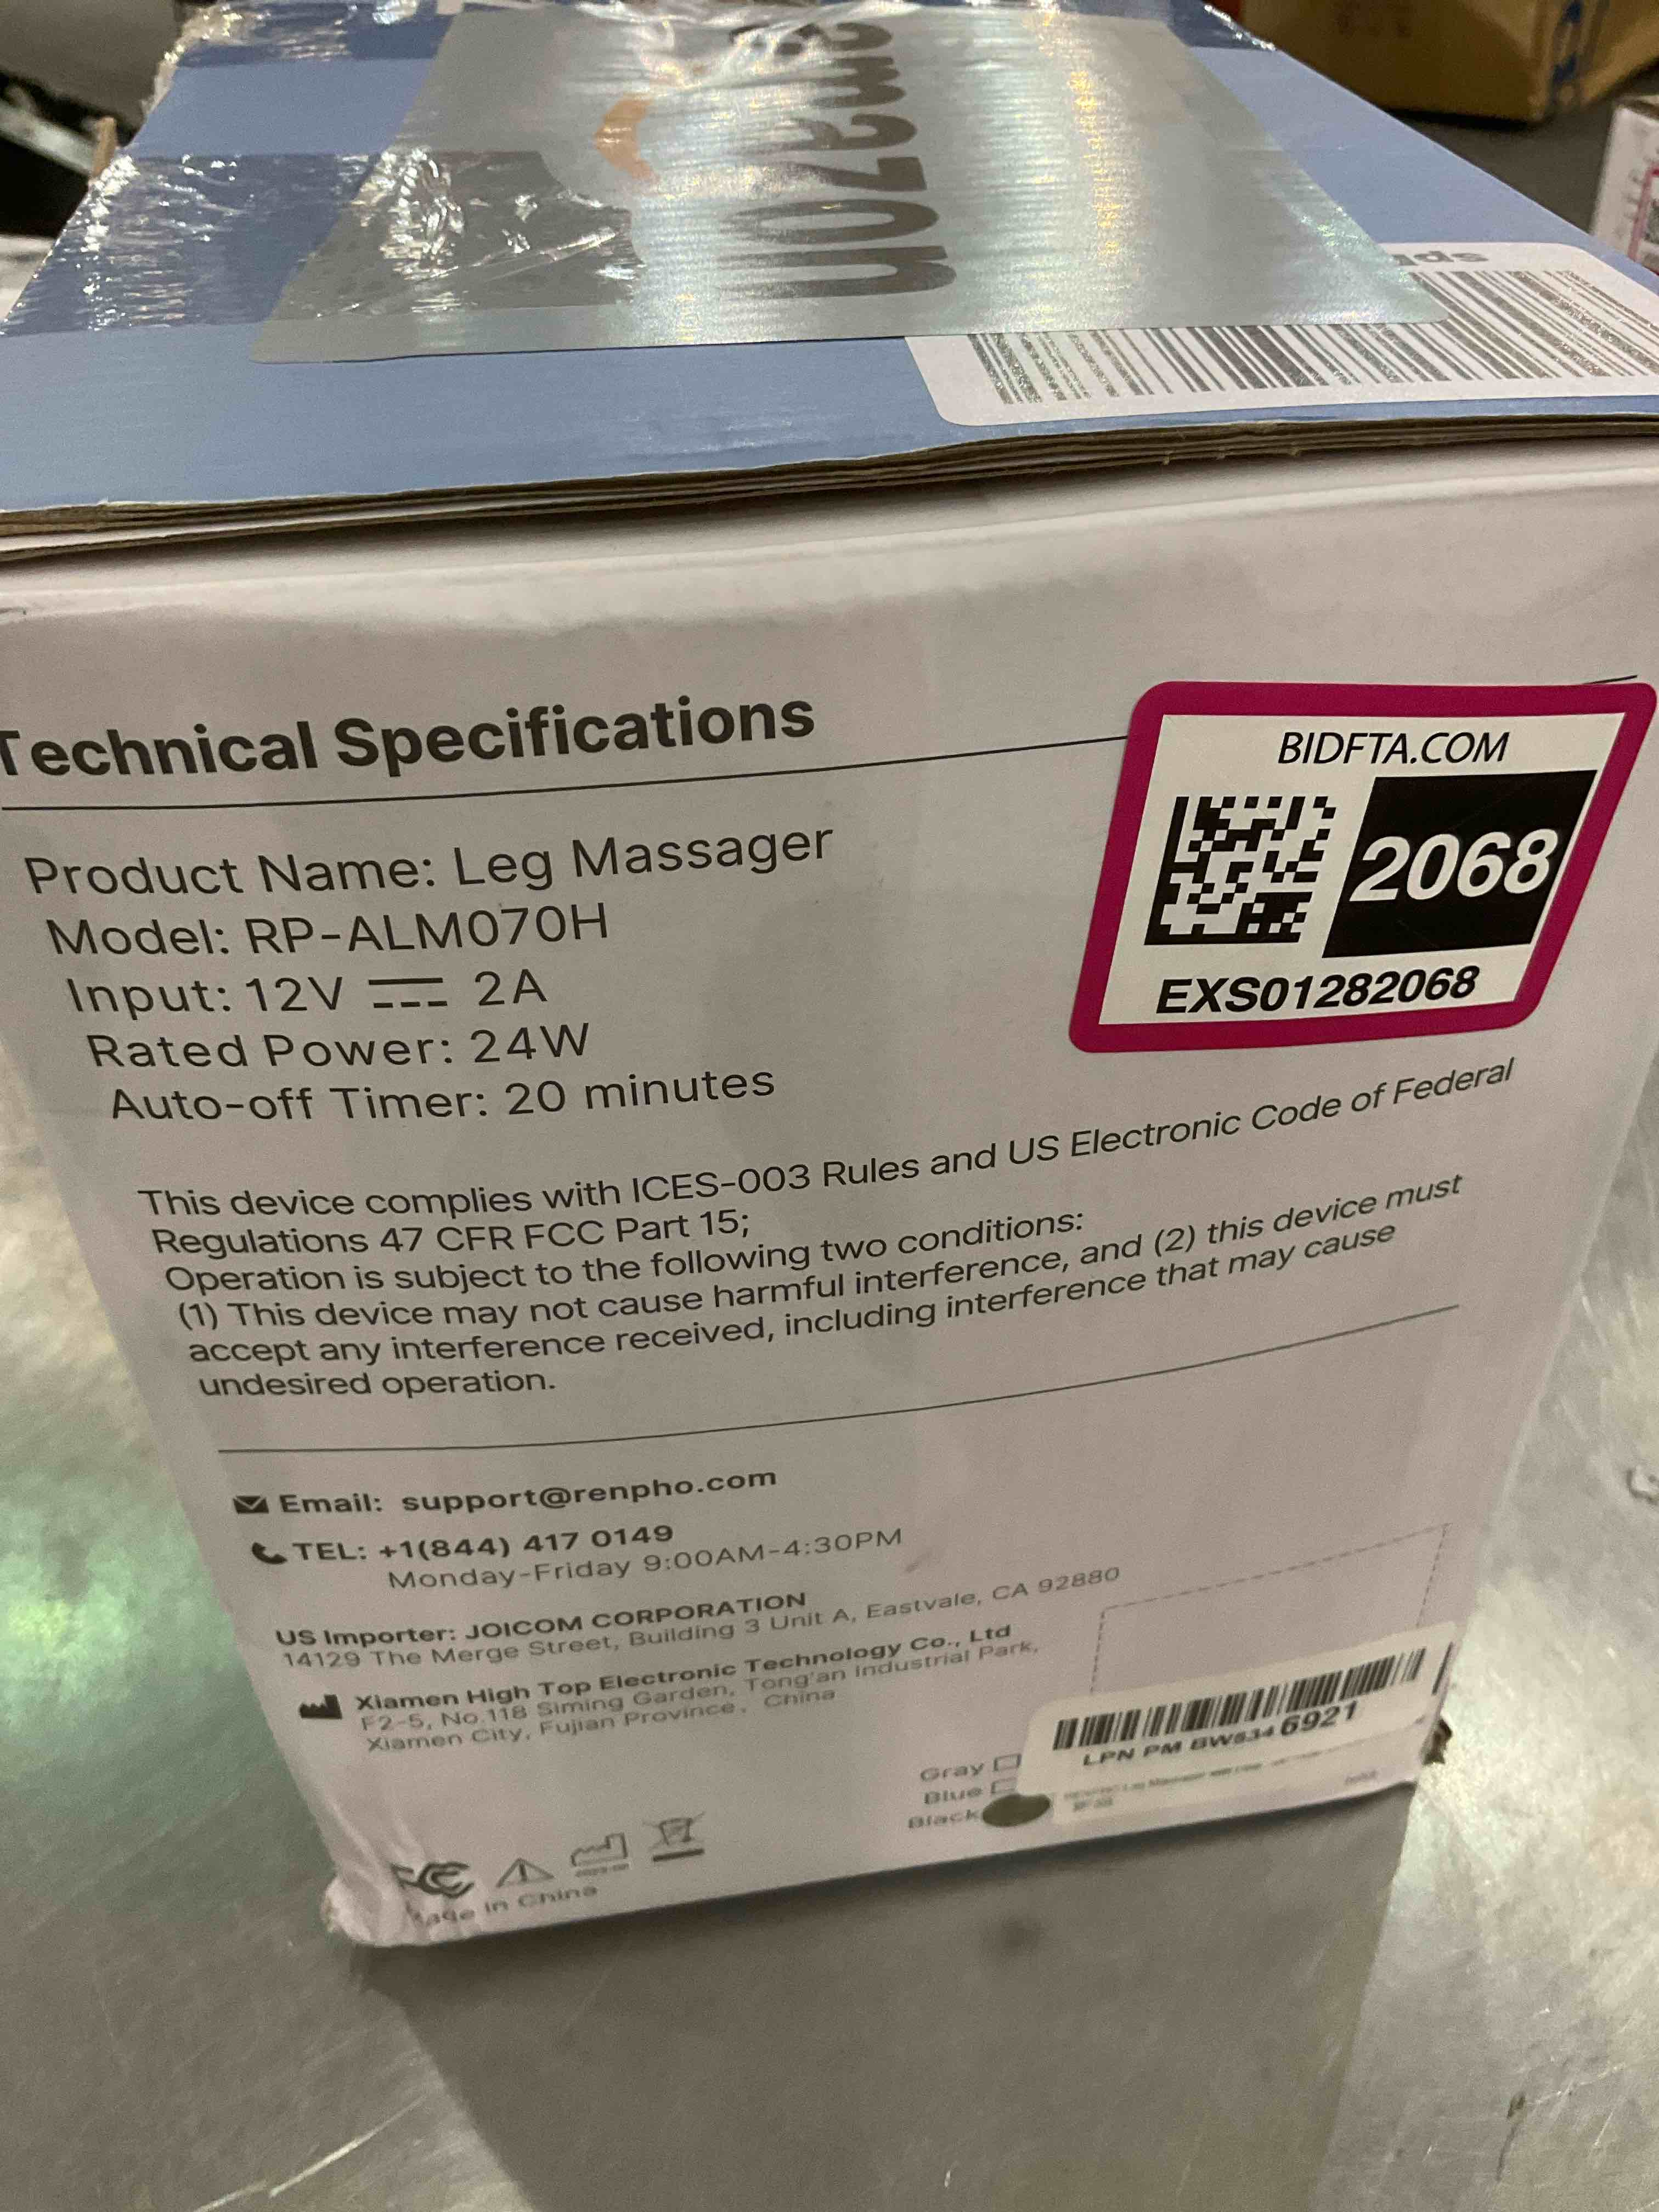 amazon
Technical Specifications
BIDFTA.COM
2068
EXS01282068
Product Name: Leg Massager
Model: RP-ALM070H
Input: 12V ⎓ 2A
Rated Power: 24W
Auto-off Timer: 20 minutes
This device complies with ICES-003 Rules and US Electronic Code of Federal
Regulations 47 CFR FCC Part 15;
Operation is subject to the following two conditions:
(1) This device may not cause harmful interference, and (2) this device must
accept any interference received, including interference that may cause
undesired operation.
Email: support@renpho.com
TEL: +1(844) 417 0149
Monday-Friday 9:00AM-4:30PM
US Importer: JOICOM CORPORATION
14129 The Merge Street, Building 3 Unit A, Eastvale, CA 92880
Xiamen High Top Electronic Technology Co., Ltd
F2-5, No.118 Siming Garden, Tong'an Industrial Park,
Xiamen City, Fujian Province, China
Gray
Blue
Black
LPN PM BW634 6921
FCC
Made in China